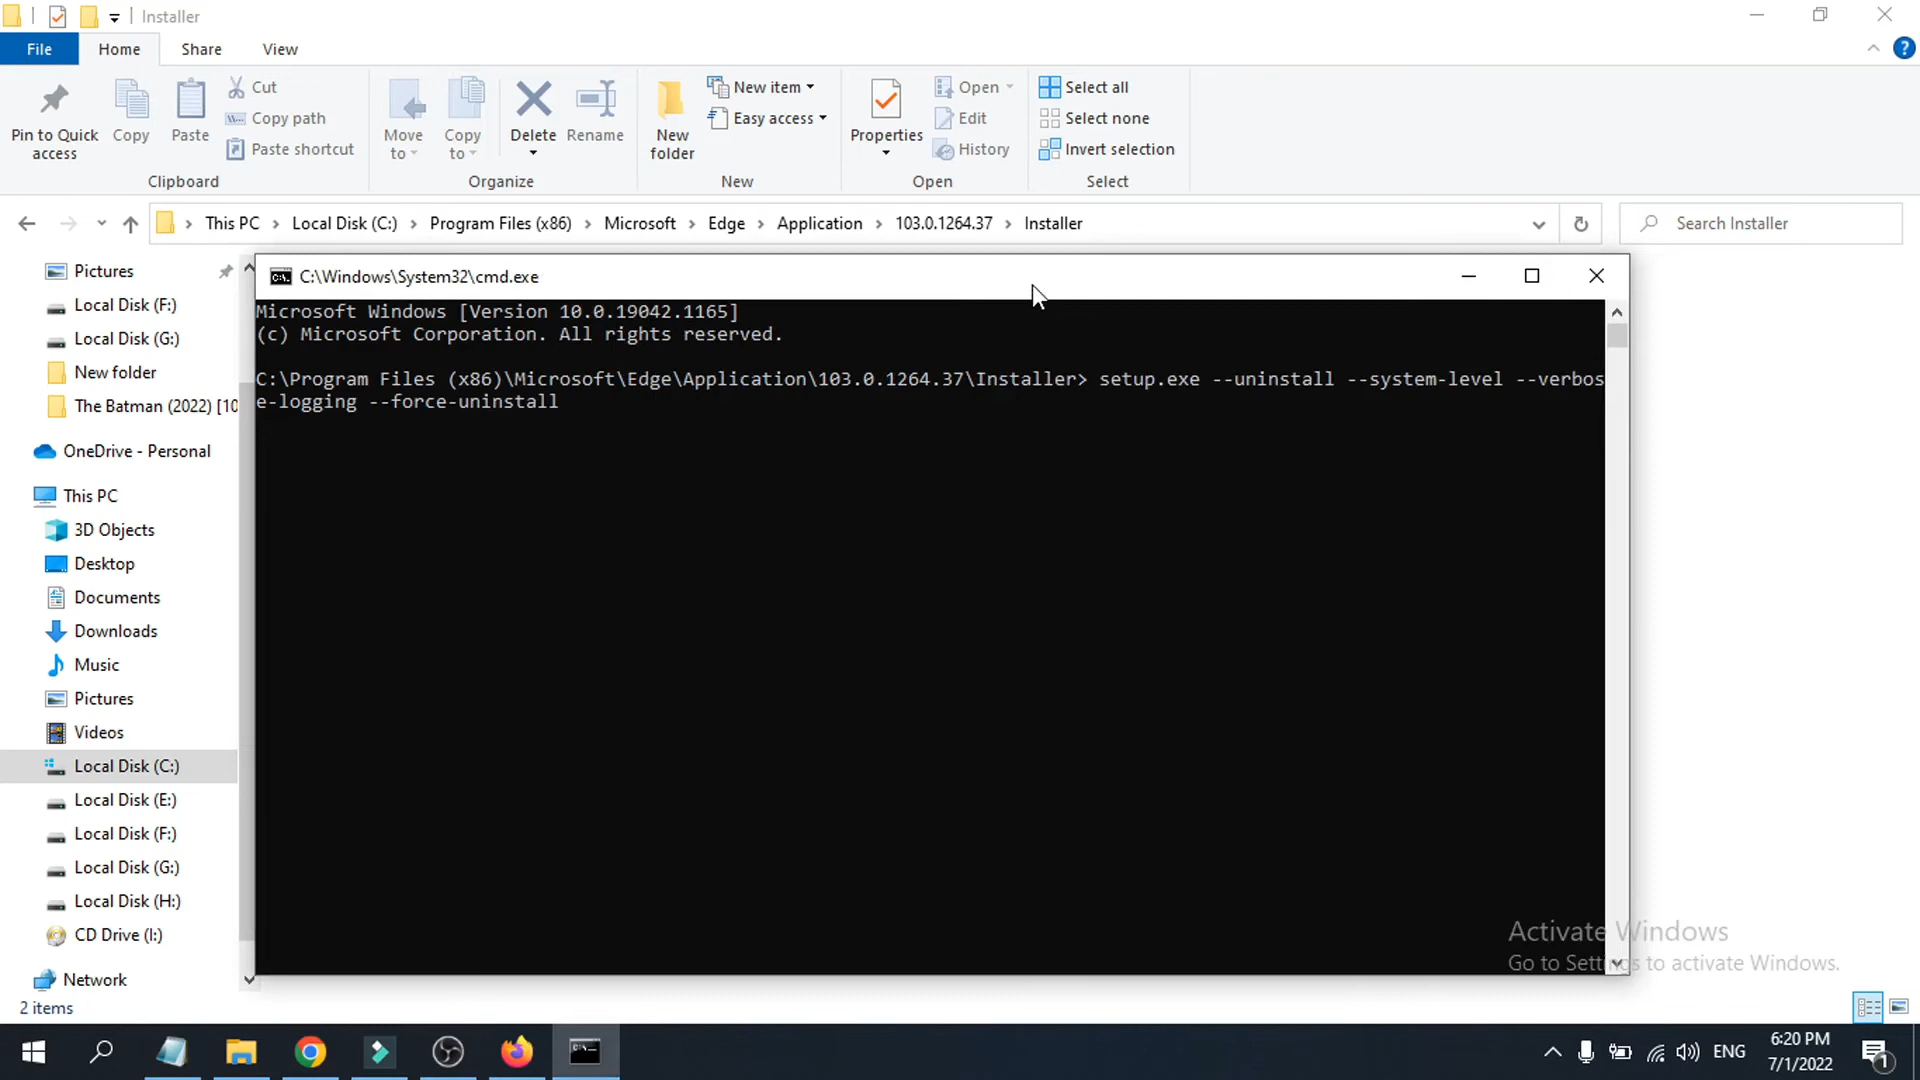 Installer
File Home Share View
Pin to Quick access
Copy
Paste
Cut
Copy path
Paste shortcut
Clipboard
Move to
Copy to
Delete
Rename
Organize
New folder
New item
Easy access
New
Properties
Open
Edit
History
Open
Select all
Select none
Invert selection
Select
This PC > Local Disk (C:) > Program Files (x86) > Microsoft > Edge > Application > 103.0.1264.37 > Installer
Search Installer
Pictures
Local Disk (F:)
Local Disk (G:)
New folder
The Batman (2022) [10
OneDrive - Personal
This PC
3D Objects
Desktop
Documents
Downloads
Music
Pictures
Videos
Local Disk (C:)
Local Disk (E:)
Local Disk (F:)
Local Disk (G:)
Local Disk (H:)
CD Drive (I:)
Network
2 items
C:\Windows\System32\cmd.exe
Microsoft Windows [Version 10.0.19042.1165]
(c) Microsoft Corporation. All rights reserved.
C:\Program Files (x86)\Microsoft\Edge\Application\103.0.1264.37\Installer> setup.exe --uninstall --system-level --verbos
e-logging --force-uninstall
Activate Windows
Go to Settings to activate Windows.
ENG
6:20 PM
7/1/2022
1